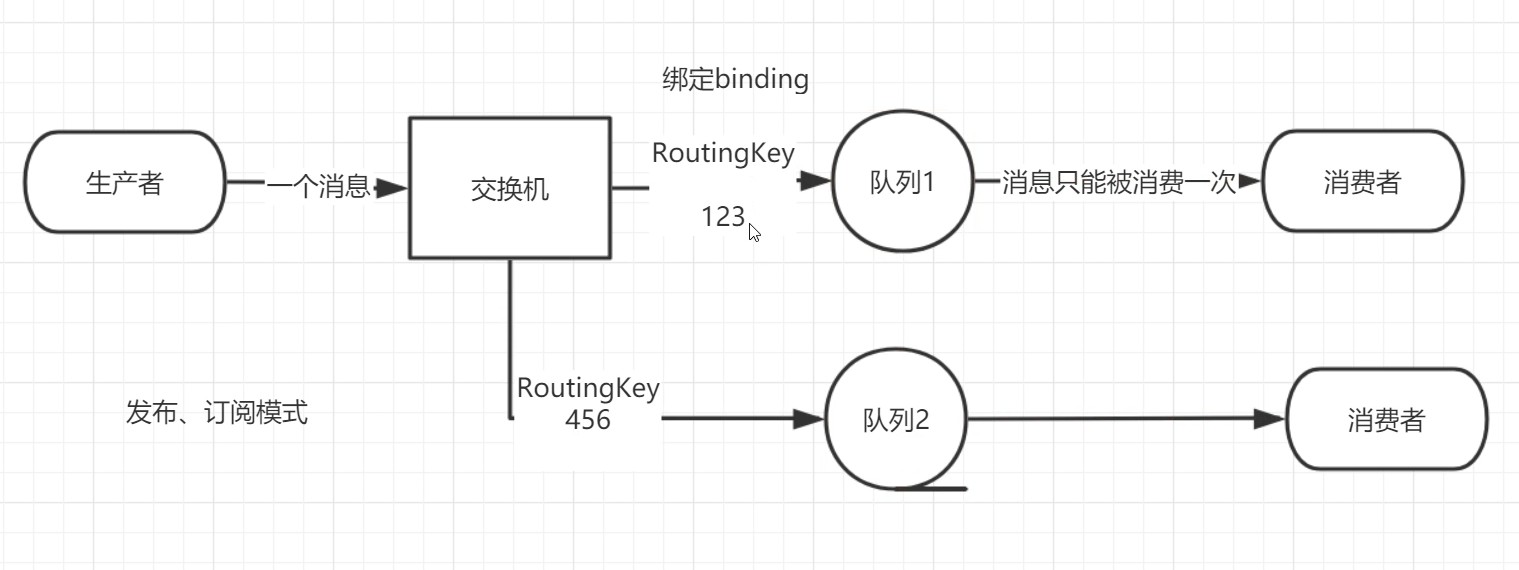 绑定binding
生产者
一个消息
交换机
RoutingKey
123
队列1
消息只能被消费一次
消费者
发布、订阅模式
RoutingKey
456
队列2
消费者